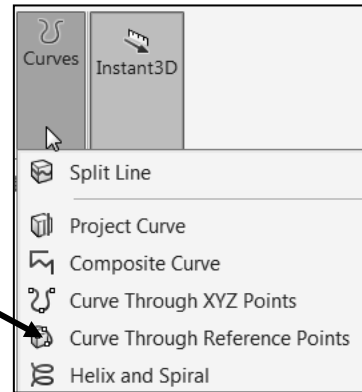 Curves
Instant3D
Split Line
Project Curve
Composite Curve
Curve Through XYZ Points
Curve Through Reference Points
Helix and Spiral